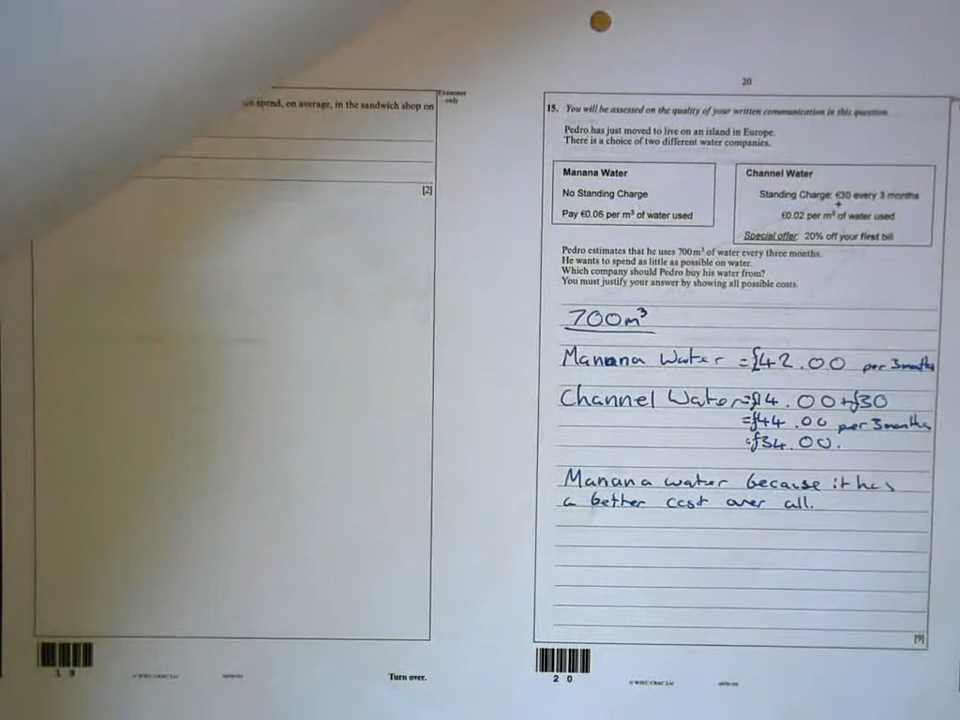 spend, on average, in the sandwich shop on
Examiner
only
[2]
Turn over.
1 9
20
15. You will be assessed on the quality of your written communication in this question.
Pedro has just moved to live on an island in Europe.
There is a choice of two different water companies.
Manana Water
No Standing Charge
Pay €0.06 per m³ of water used
Channel Water
Standing Charge: €30 every 3 months
+
€0.02 per m³ of water used
Special offer: 20% off your first bill
Pedro estimates that he uses 700m³ of water every three months.
He wants to spend as little as possible on water.
Which company should Pedro buy his water from?
You must justify your answer by showing all possible costs.
700m³
Manana Water = £42.00 per 3months
Channel Water = £14.00 + £30
= £44.00 per 3months
= £34.00.
Manana water because it has
a better cost over all.
2 0